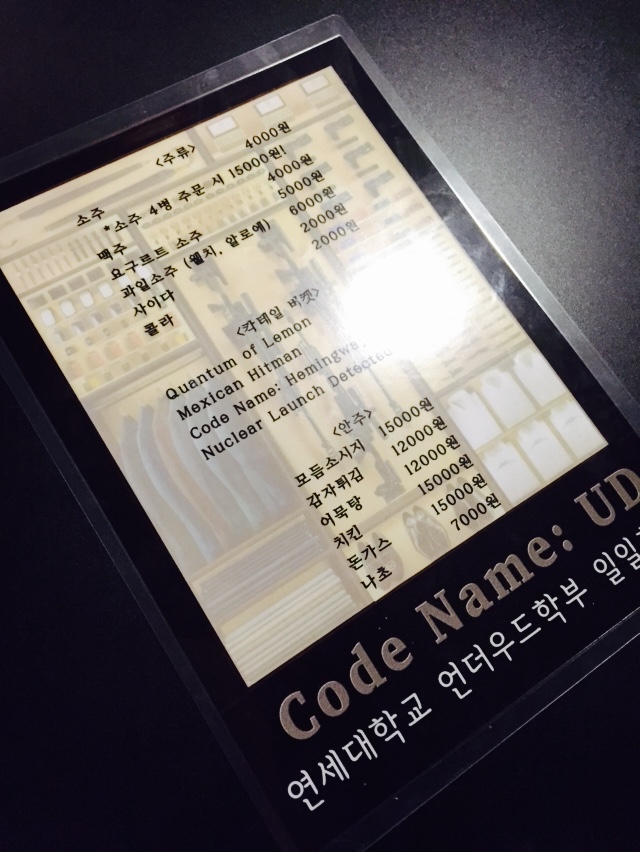 <주류>
소주 4000원
*소주 4병 주문 시 15000원!
맥주 4000원
요구르트 소주 5000원
과일소주 (웰치, 알로에) 6000원
사이다 2000원
콜라 2000원
<칵테일 버켓>
Quantum of Lemon
Mexican Hitman
Code Name: Hemingway
Nuclear Launch Detected
<안주>
모듬소시지 15000원
감자튀김 12000원
어묵탕 12000원
치킨 15000원
돈가스 15000원
나초 7000원
Code Name: UD
연세대학교 언더우드학부 일일